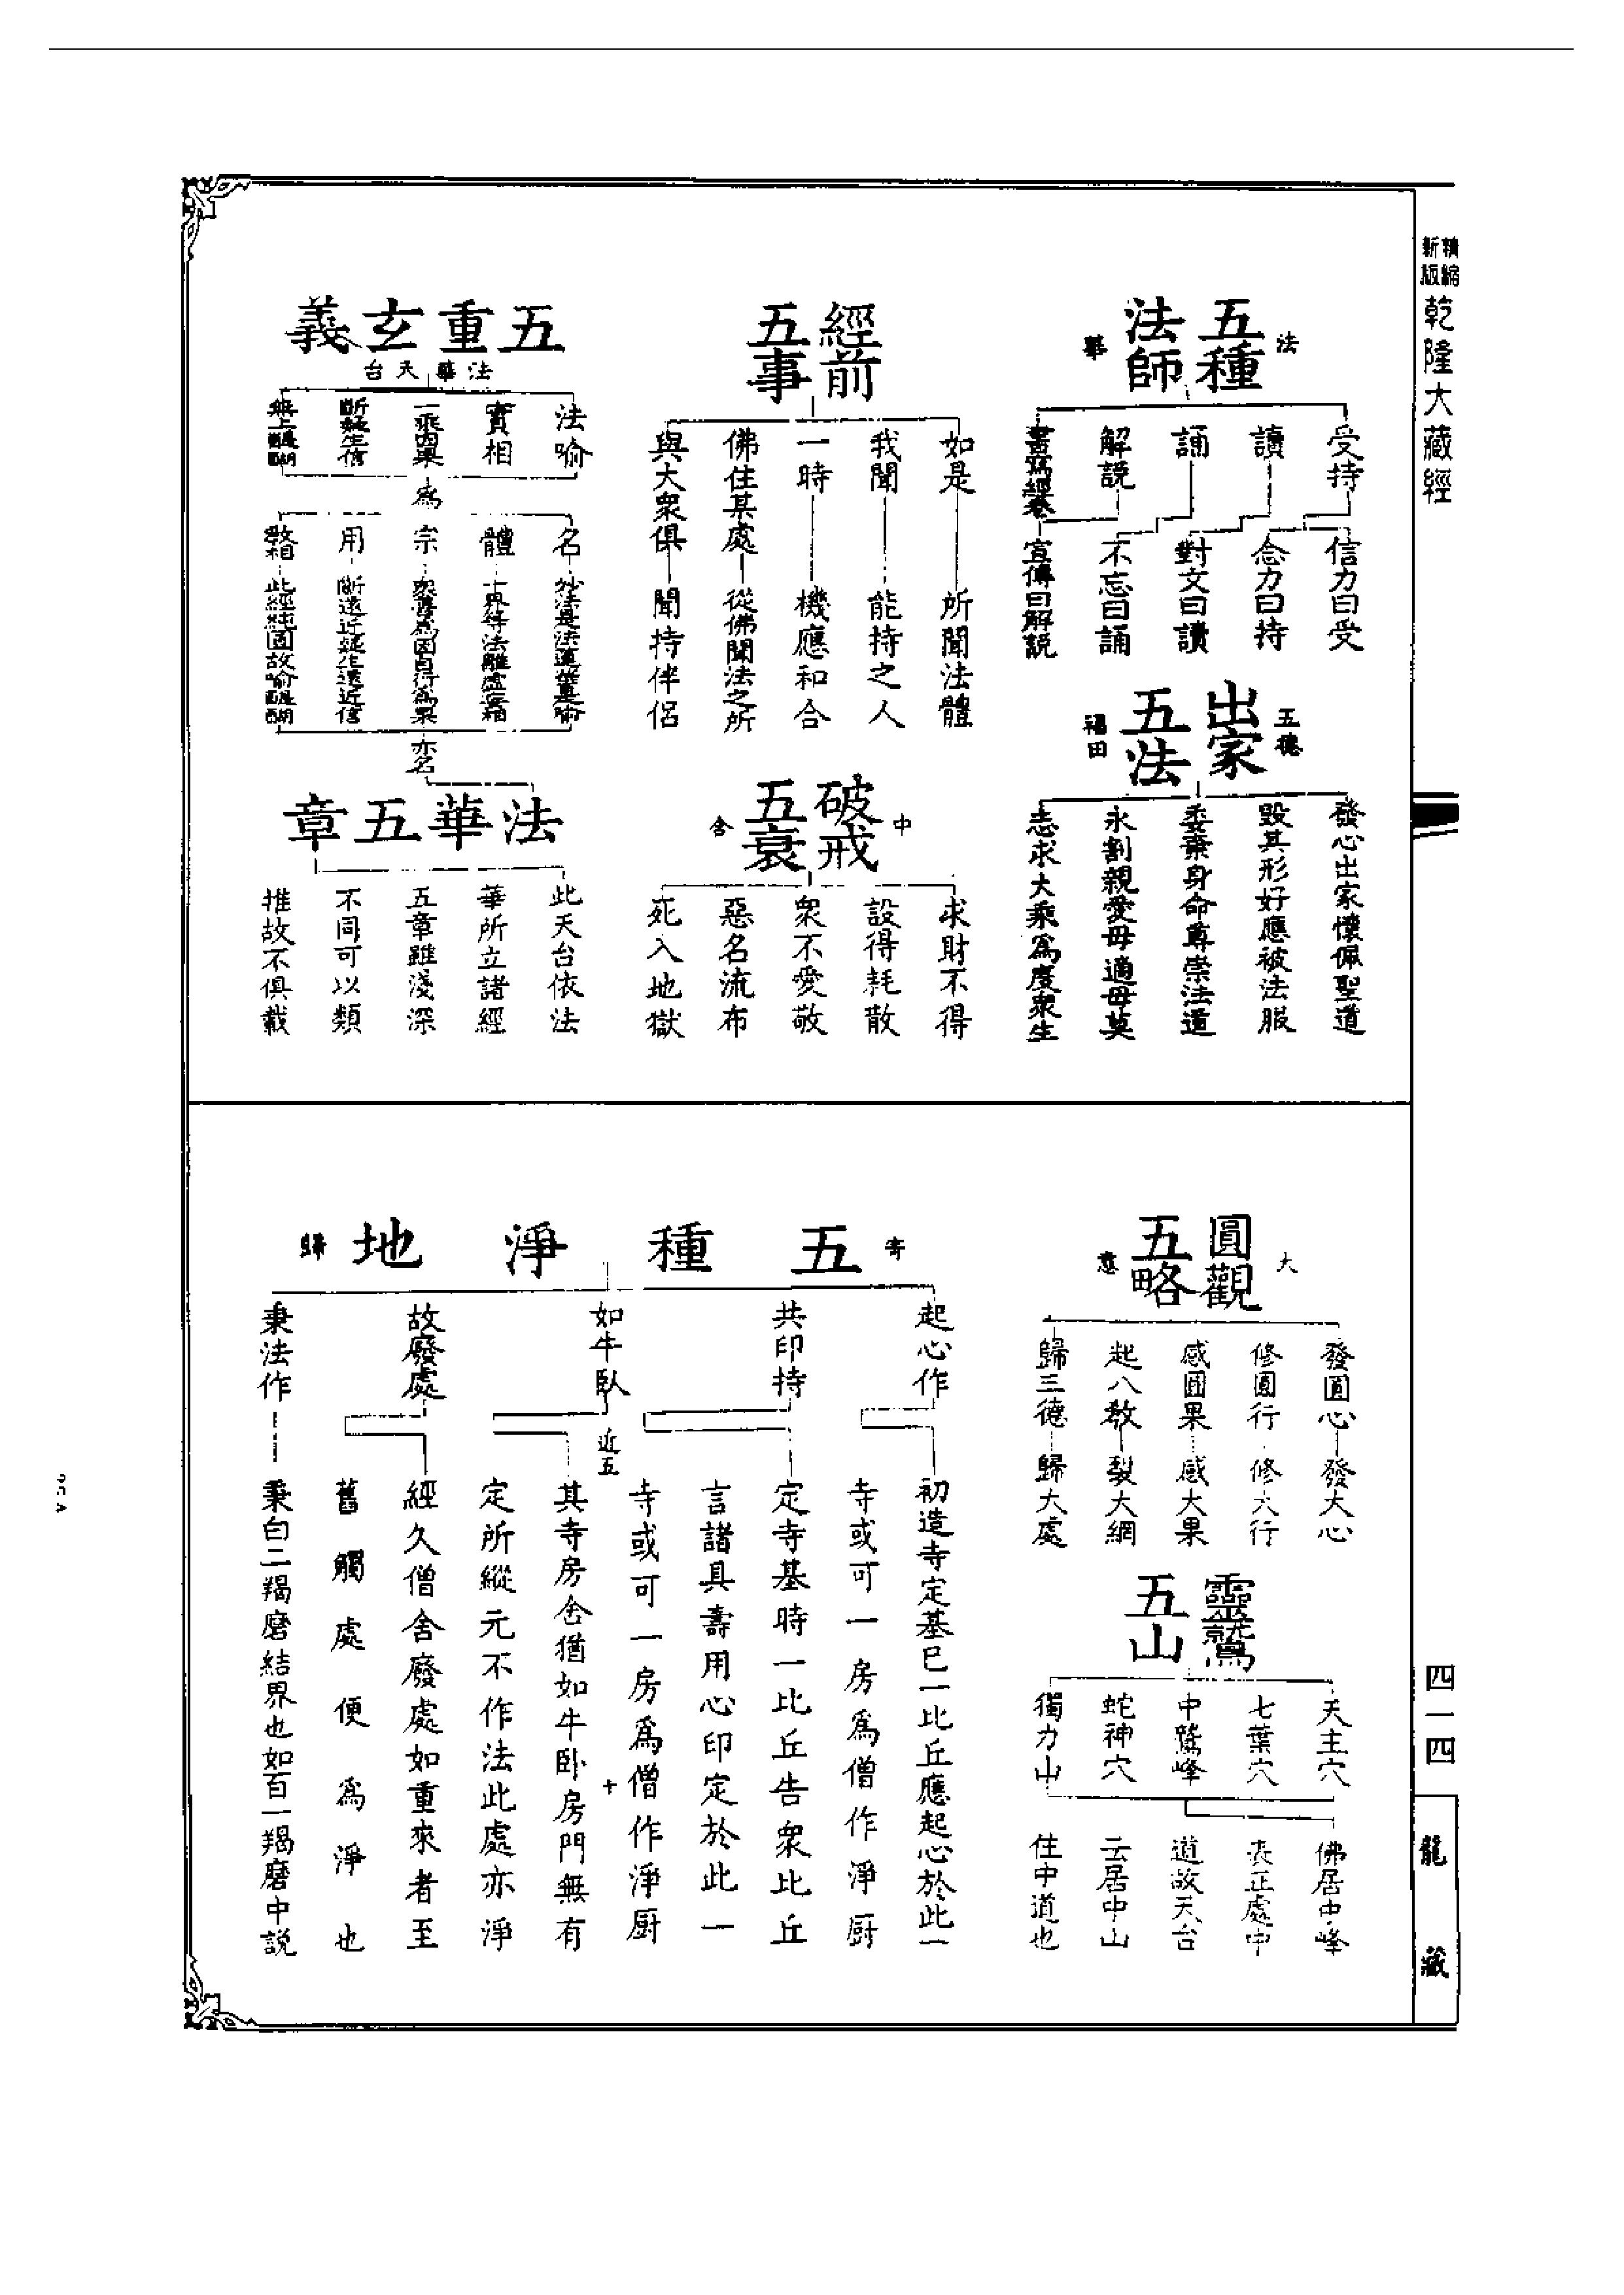 精縮
新版
乾隆大藏經
五種
法師
法
華
受持
讀
誦
解說
書寫經卷
信力曰受
念力曰持
對文曰讀
不忘曰誦
宣傳曰解說
出家
五法
五德
福田
發心出家懷佩聖道
毀其形好應被法服
委棄身命尊崇法道
永割親愛毋適毋莫
志求大乘爲度衆生
經前
五事
如是
我聞
一時
佛住某處
與大衆俱
所聞法體
能持之人
機應和合
從佛聞法之所
聞持伴侶
破戒
五衰
中
含
求財不得
設得耗散
衆不愛敬
惡名流布
死入地獄
五重玄義
法華天台
法喻
實相
一乘因果
斷疑生信
無上醍醐
爲
名
體
宗
用
教相
十界等法離虛妄相
斷遠近疑生遠近信
此經純圓故喻醍醐
亦名
法華五章
此天台依法
華所立諸經
五章雖淺深
不同可以類
推故不俱載
圓觀
五略
大
意
發圓心
修圓行
感圓果
起八教
歸三德
發大心
修大行
感大果
裂大網
歸大處
靈鷲
五山
天主穴
七葉穴
中鷲峰
蛇神穴
獨力山
佛居中峰
表正處中
道故天台
云居中山
住中道也
五種淨地
寄
歸
起心作
共印持
如牛臥
故廢處
秉法作
近五
初造寺定基已一比丘應起心於此一
寺或可一房爲僧作淨厨
定寺基時一比丘告衆比丘
言諸具壽用心印定於此一
寺或可一房爲僧作淨厨
其寺房舍猶如牛卧房門無有
定所縱元不作法此處亦淨
經久僧舍廢處如重來者至
舊觸處便爲淨也
秉白二羯磨結界也如百一羯磨中說
十
四一四
龍藏